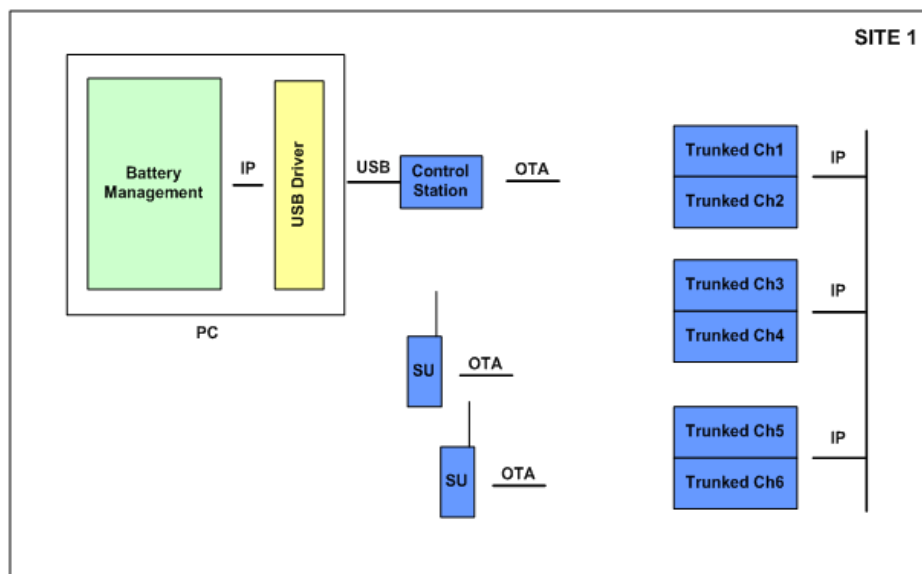 SITE 1
Battery
Management
IP
USB Driver
USB
Control
Station
OTA
PC
SU
OTA
SU
OTA
Trunked Ch1
Trunked Ch2
IP
Trunked Ch3
Trunked Ch4
IP
Trunked Ch5
Trunked Ch6
IP